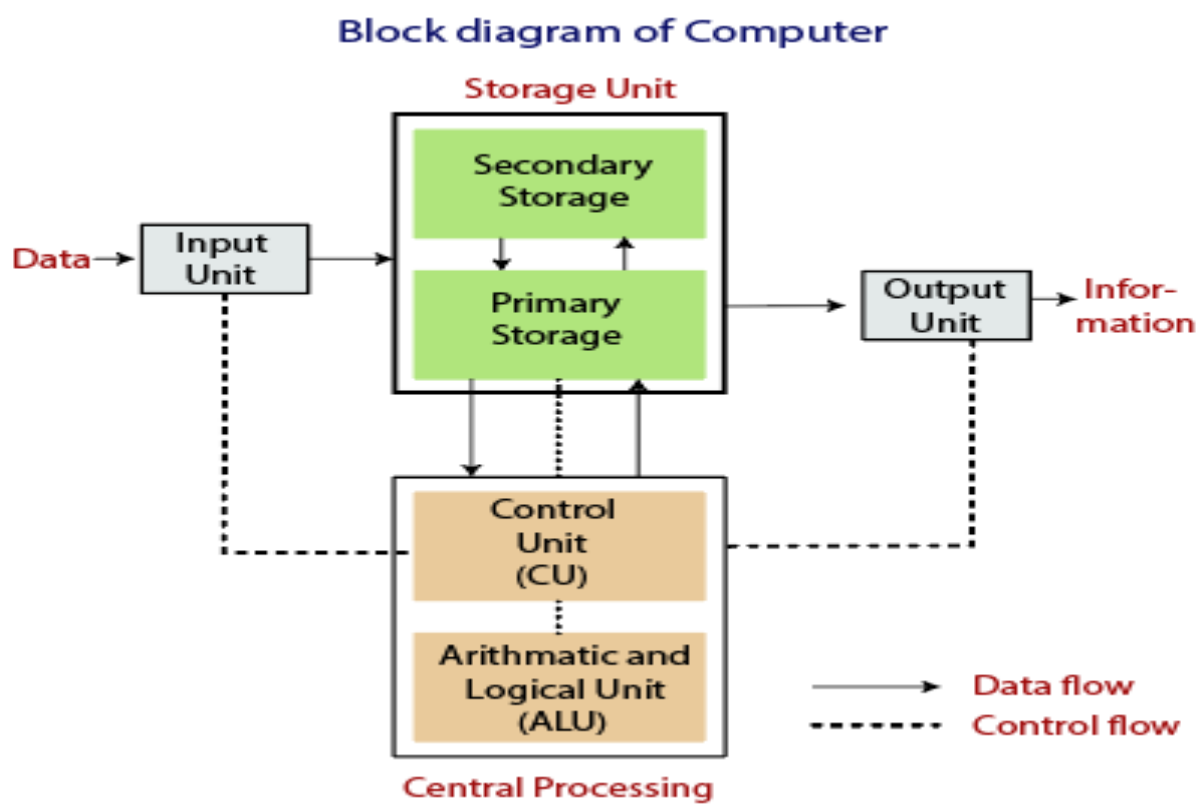 Block diagram of Computer
Storage Unit
Secondary
Storage
Data
Input
Unit
Primary
Storage
Output
Unit
Infor-
mation
Control
Unit
(CU)
Arithmatic and
Logical Unit
(ALU)
Data flow
Control flow
Central Processing